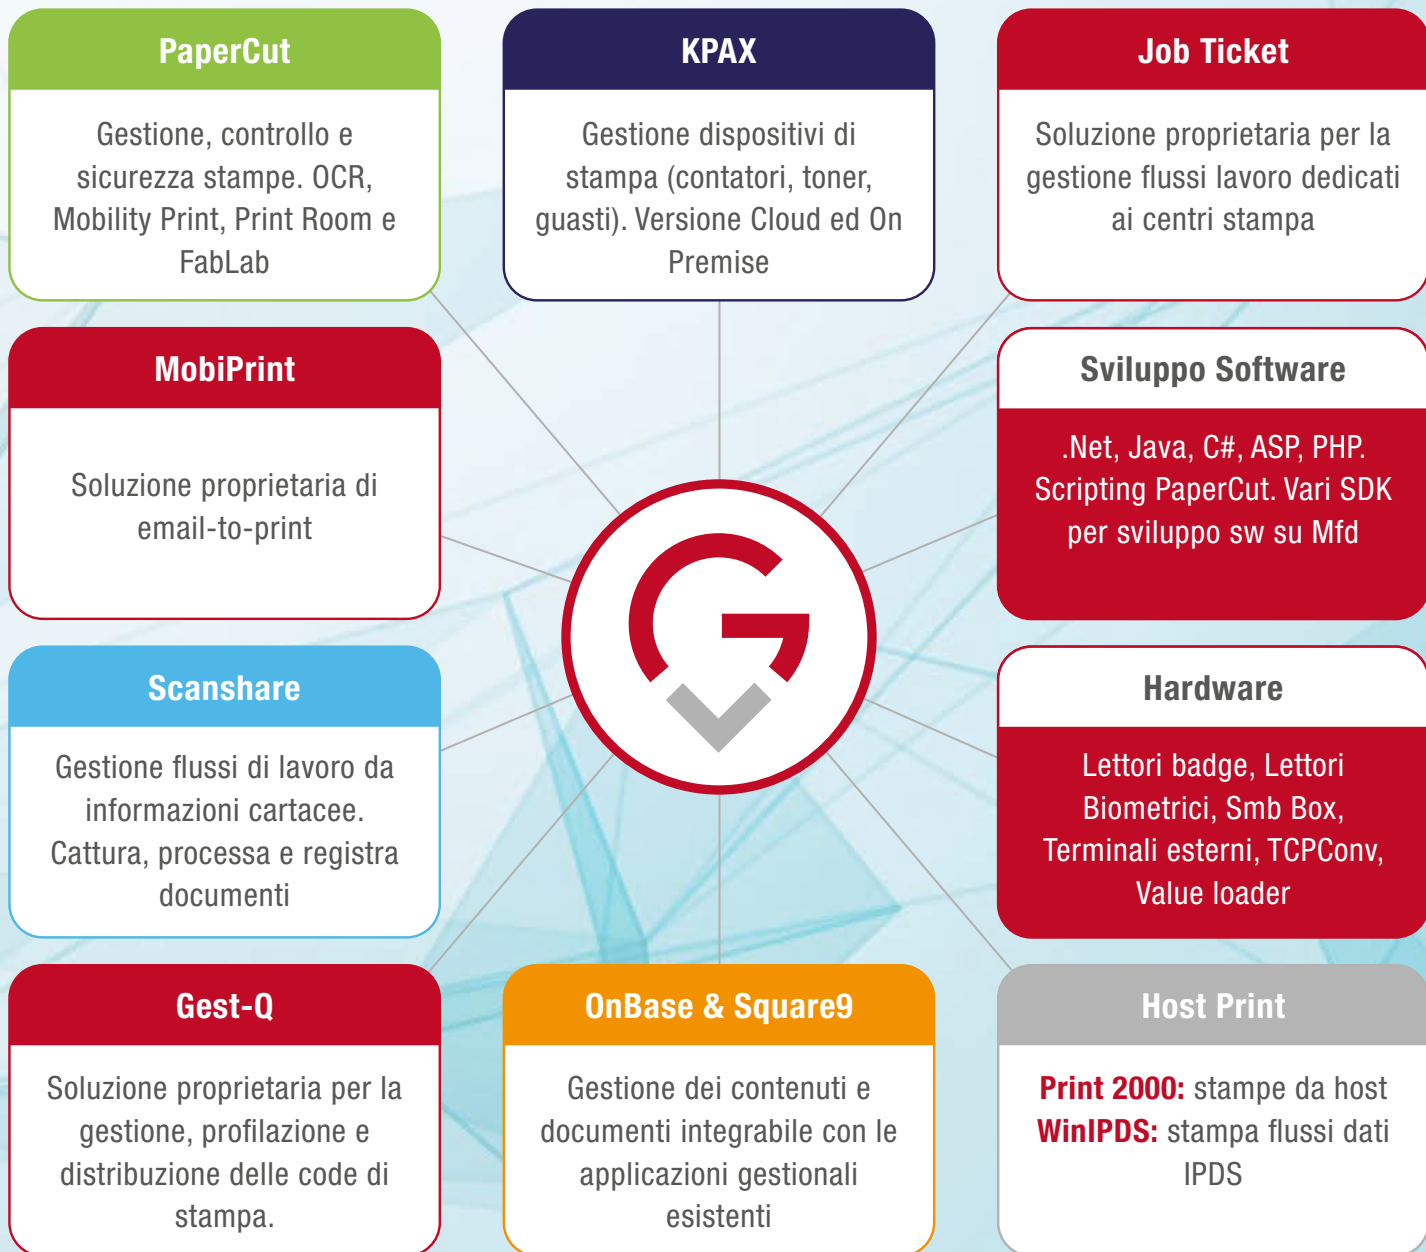 PaperCut
Gestione, controllo e
sicurezza stampe. OCR,
Mobility Print, Print Room e
FabLab
KPAX
Gestione dispositivi di
stampa (contatori, toner,
guasti). Versione Cloud ed On
Premise
Job Ticket
Soluzione proprietaria per la
gestione flussi lavoro dedicati
ai centri stampa
MobiPrint
Soluzione proprietaria di
email-to-print
Sviluppo Software
.Net, Java, C#, ASP, PHP.
Scripting PaperCut. Vari SDK
per sviluppo sw su Mfd
Scanshare
Gestione flussi di lavoro da
informazioni cartacee.
Cattura, processa e registra
documenti
Hardware
Lettori badge, Lettori
Biometrici, Smb Box,
Terminali esterni, TCPConv,
Value loader
Gest-Q
Soluzione proprietaria per la
gestione, profilazione e
distribuzione delle code di
stampa.
OnBase & Square9
Gestione dei contenuti e
documenti integrabile con le
applicazioni gestionali
esistenti
Host Print
Print 2000: stampe da host
WinIPDS: stampa flussi dati
IPDS